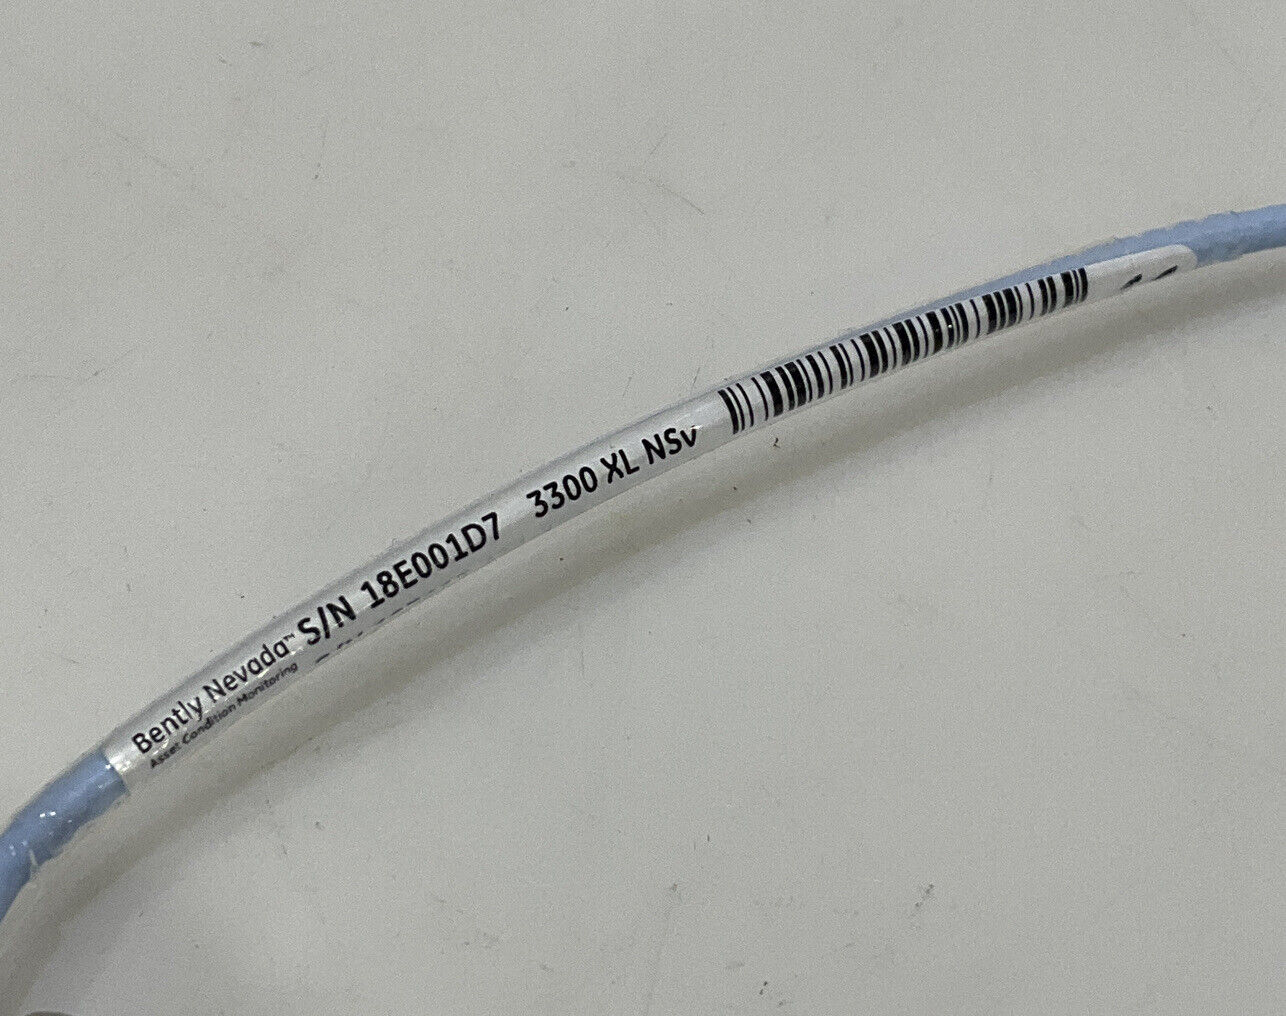 Bently Nevada™ S/N 18E001D7 3300 XL NSv
Asset Condition Monitoring